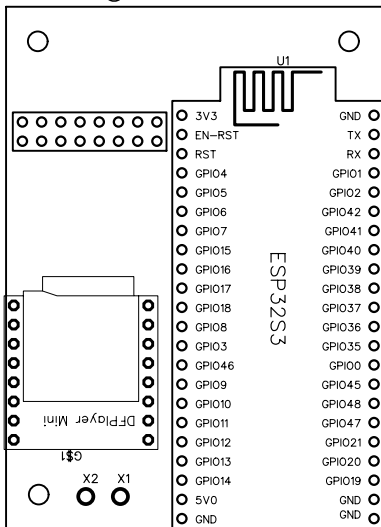 U1
3V3 GND
EN-RST TX
RST RX
GPIO4 GPIO1
GPIO5 GPIO2
GPIO6 GPIO42
GPIO7 GPIO41
GPIO15 GPIO40
GPIO16 GPIO39
GPIO17 GPIO38
GPIO18 GPIO37
GPIO8 GPIO36
GPIO3 GPIO35
GPIO46 GPIO0
GPIO9 GPIO45
GPIO10 GPIO48
GPIO11 GPIO47
GPIO12 GPIO21
GPIO13 GPIO20
GPIO14 GPIO19
5V0 GND
GND GND
ESP32S3
DFPlayer Mini
G$1
X2 X1